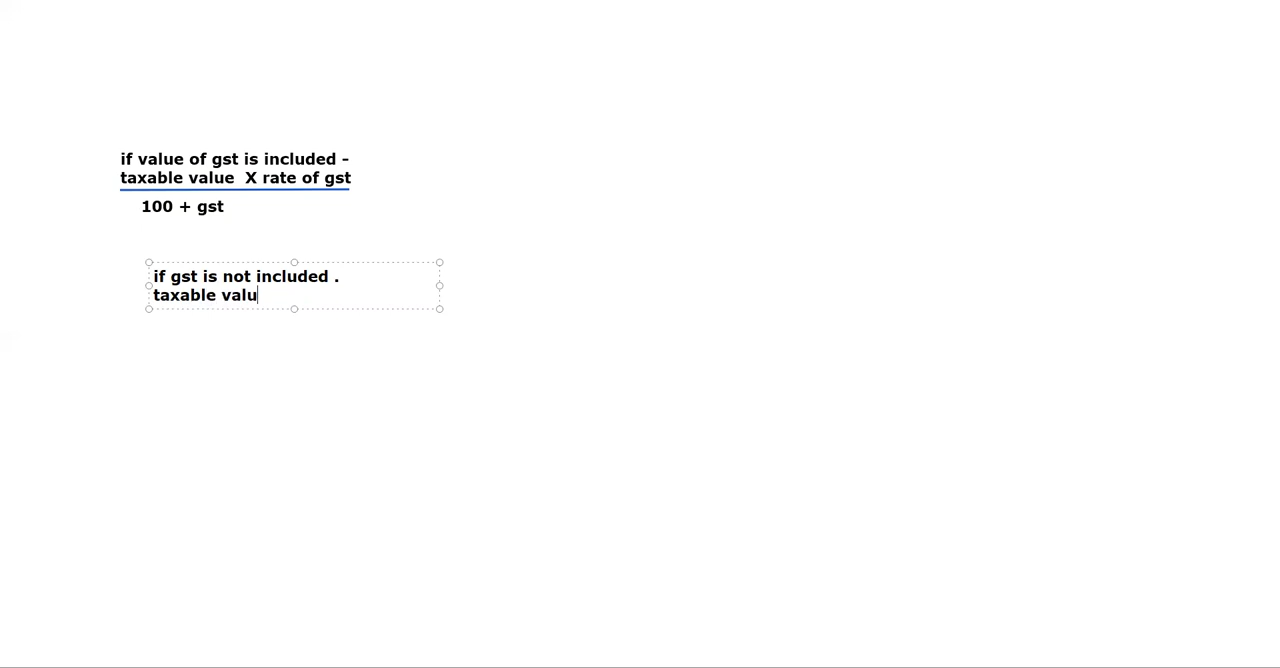 if value of gst is included -
taxable value  X rate of gst
100 + gst
if gst is not included .
taxable valu